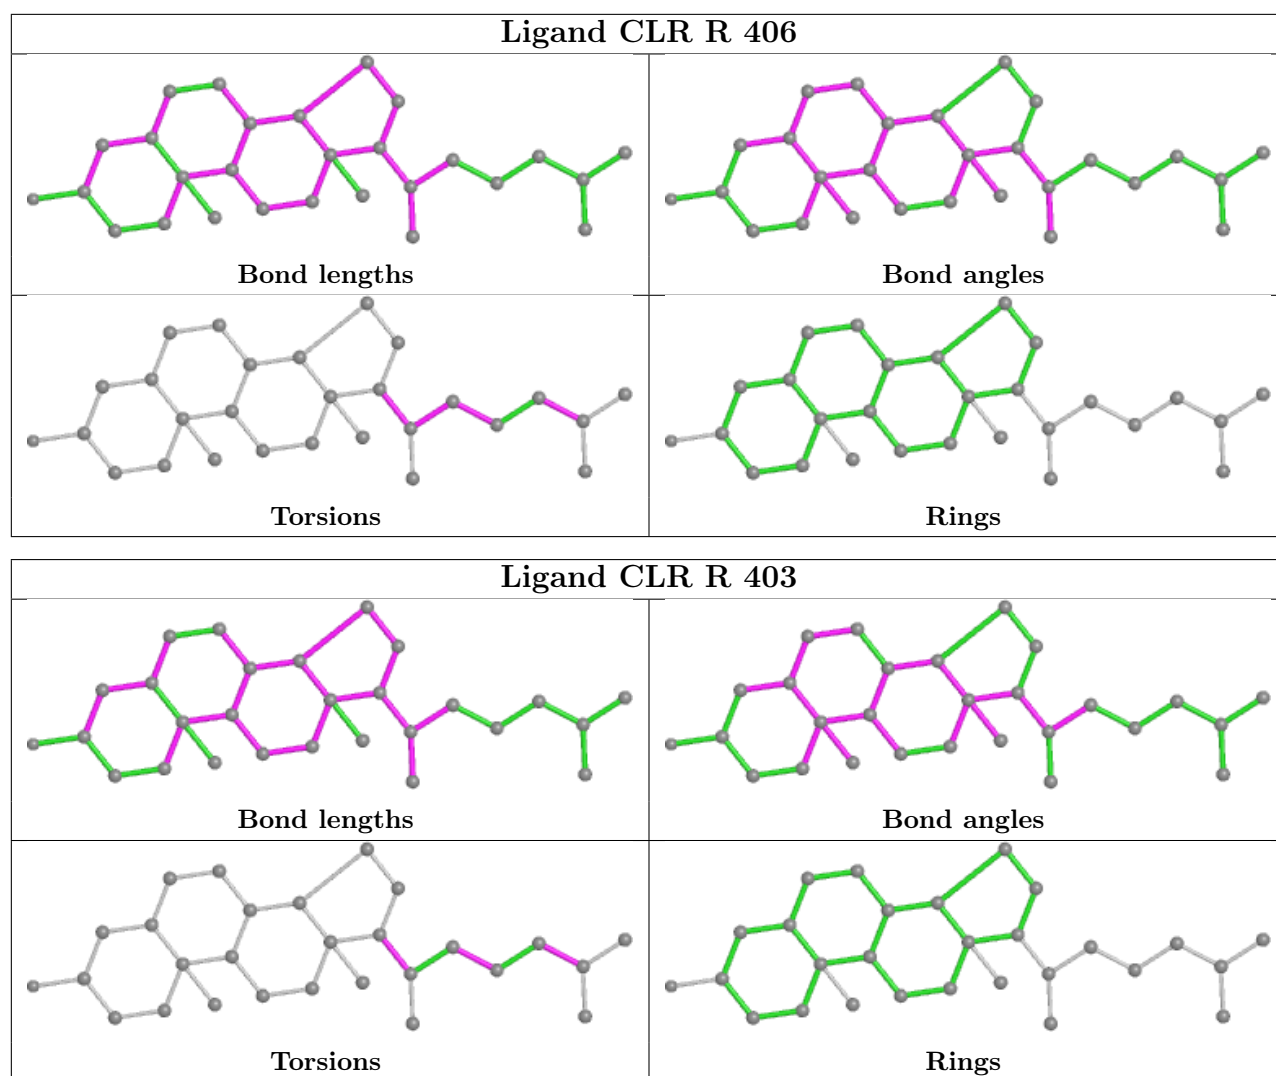 Ligand CLR R 406
Bond lengths
Bond angles
Torsions
Rings
Ligand CLR R 403
Bond lengths
Bond angles
Torsions
Rings